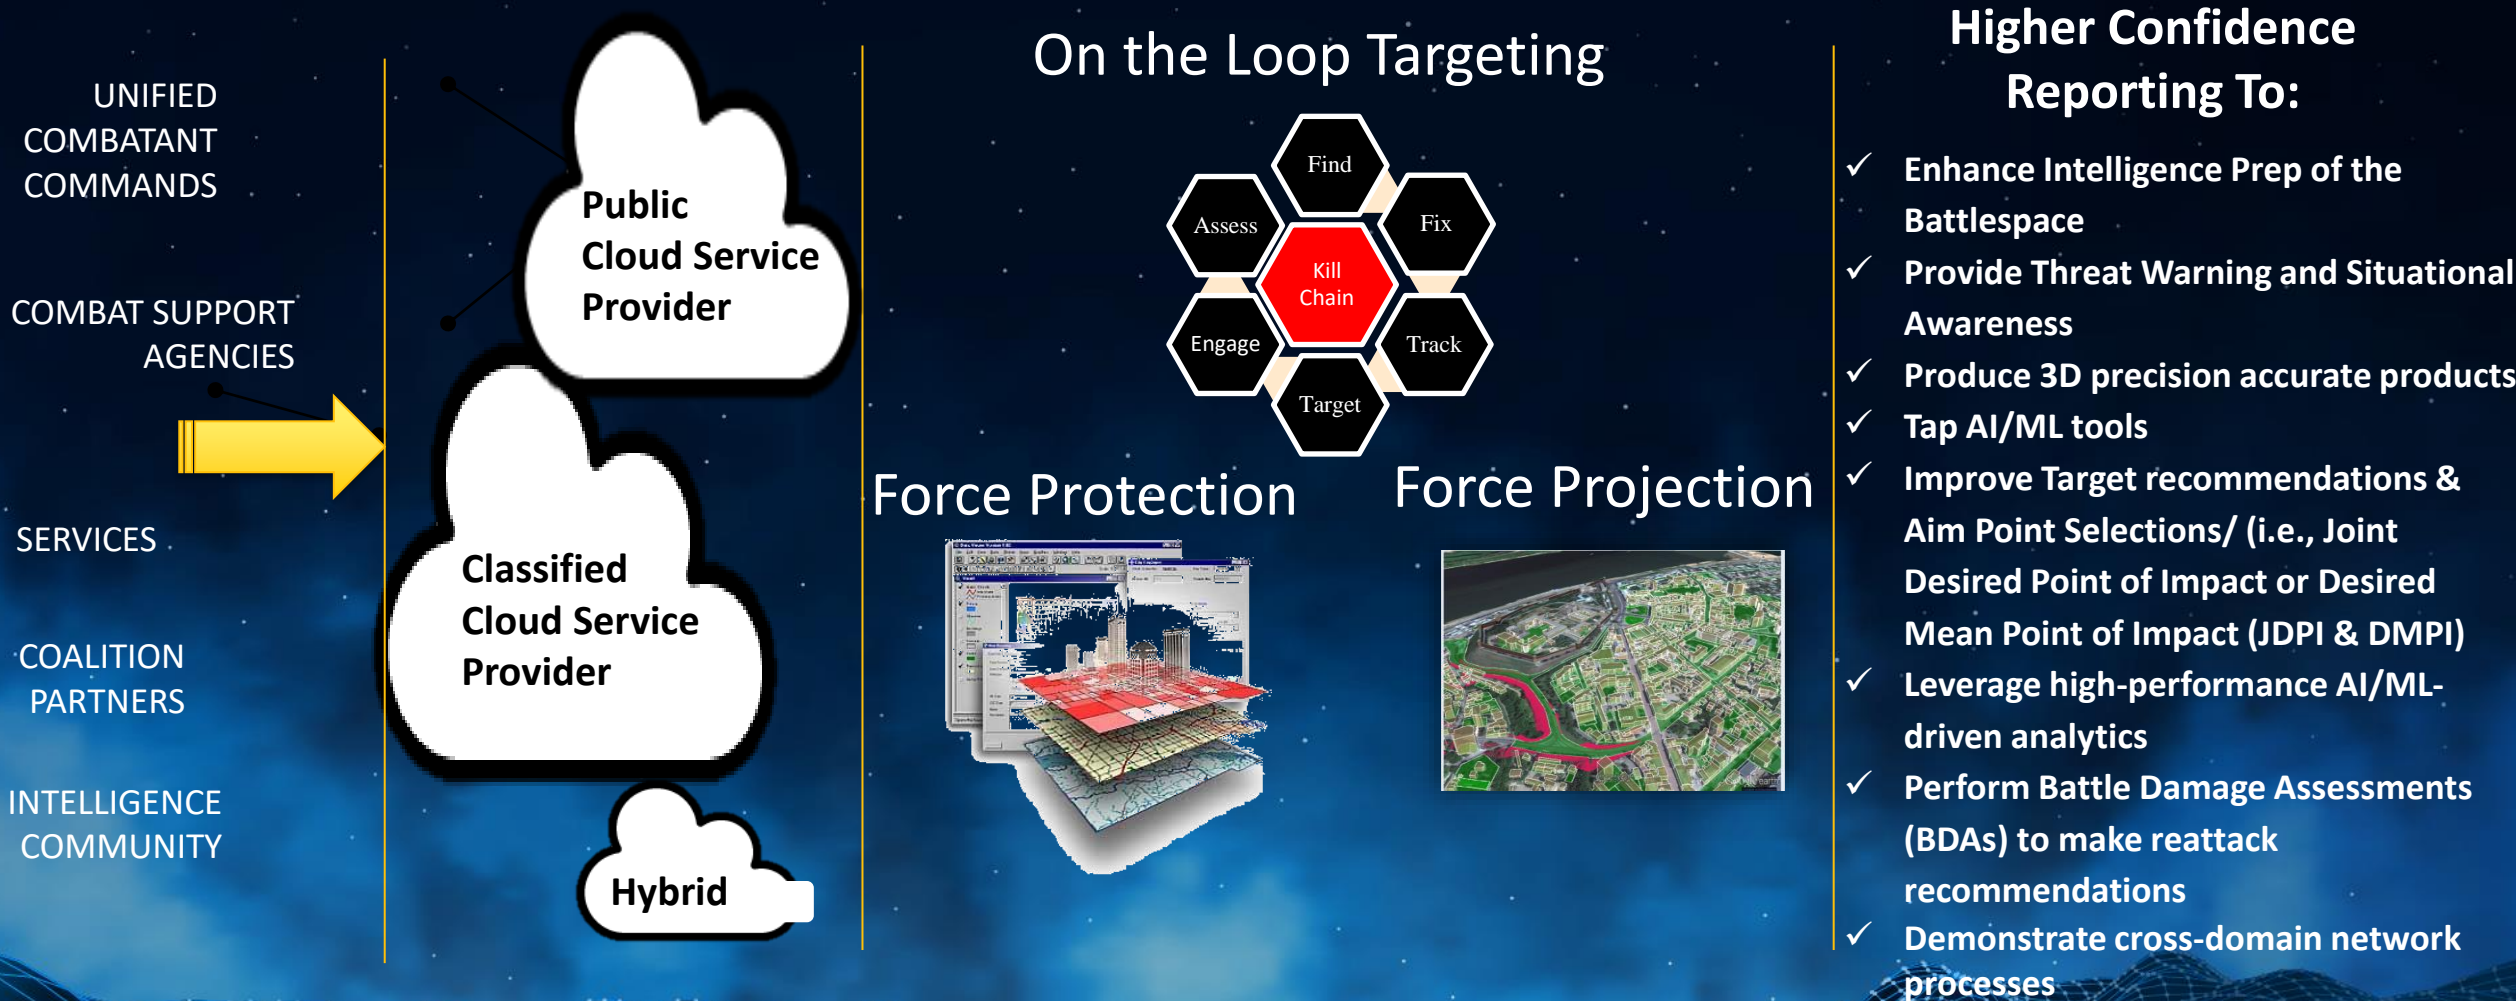 UNIFIED
COMBATANT
COMMANDS
COMBAT SUPPORT
AGENCIES
SERVICES
COALITION
PARTNERS
INTELLIGENCE
COMMUNITY
Public
Cloud Service
Provider
Classified
Cloud Service
Provider
Hybrid
On the Loop Targeting
Find
Fix
Track
Target
Engage
Assess
Kill
Chain
Force Protection
Force Projection
Higher Confidence
Reporting To:
✓ Enhance Intelligence Prep of the
Battlespace
✓ Provide Threat Warning and Situational
Awareness
✓ Produce 3D precision accurate products
✓ Tap AI/ML tools
✓ Improve Target recommendations &
Aim Point Selections/ (i.e., Joint
Desired Point of Impact or Desired
Mean Point of Impact (JDPI & DMPI)
✓ Leverage high-performance AI/ML-
driven analytics
✓ Perform Battle Damage Assessments
(BDAs) to make reattack
recommendations
✓ Demonstrate cross-domain network
processes